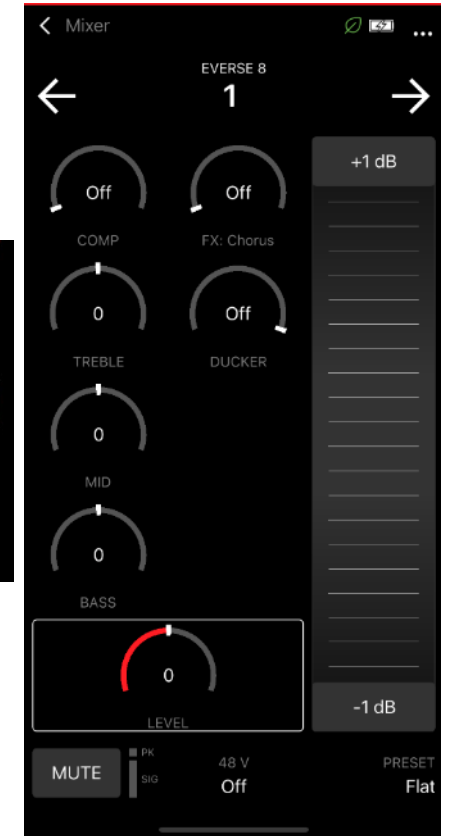 Mixer
...
EVERSE 8
1
+1 dB
Off
Off
COMP
FX: Chorus
0
Off
TREBLE
DUCKER
0
MID
0
BASS
0
LEVEL
-1 dB
MUTE
PK
SIG
48 V
Off
PRESET
Flat